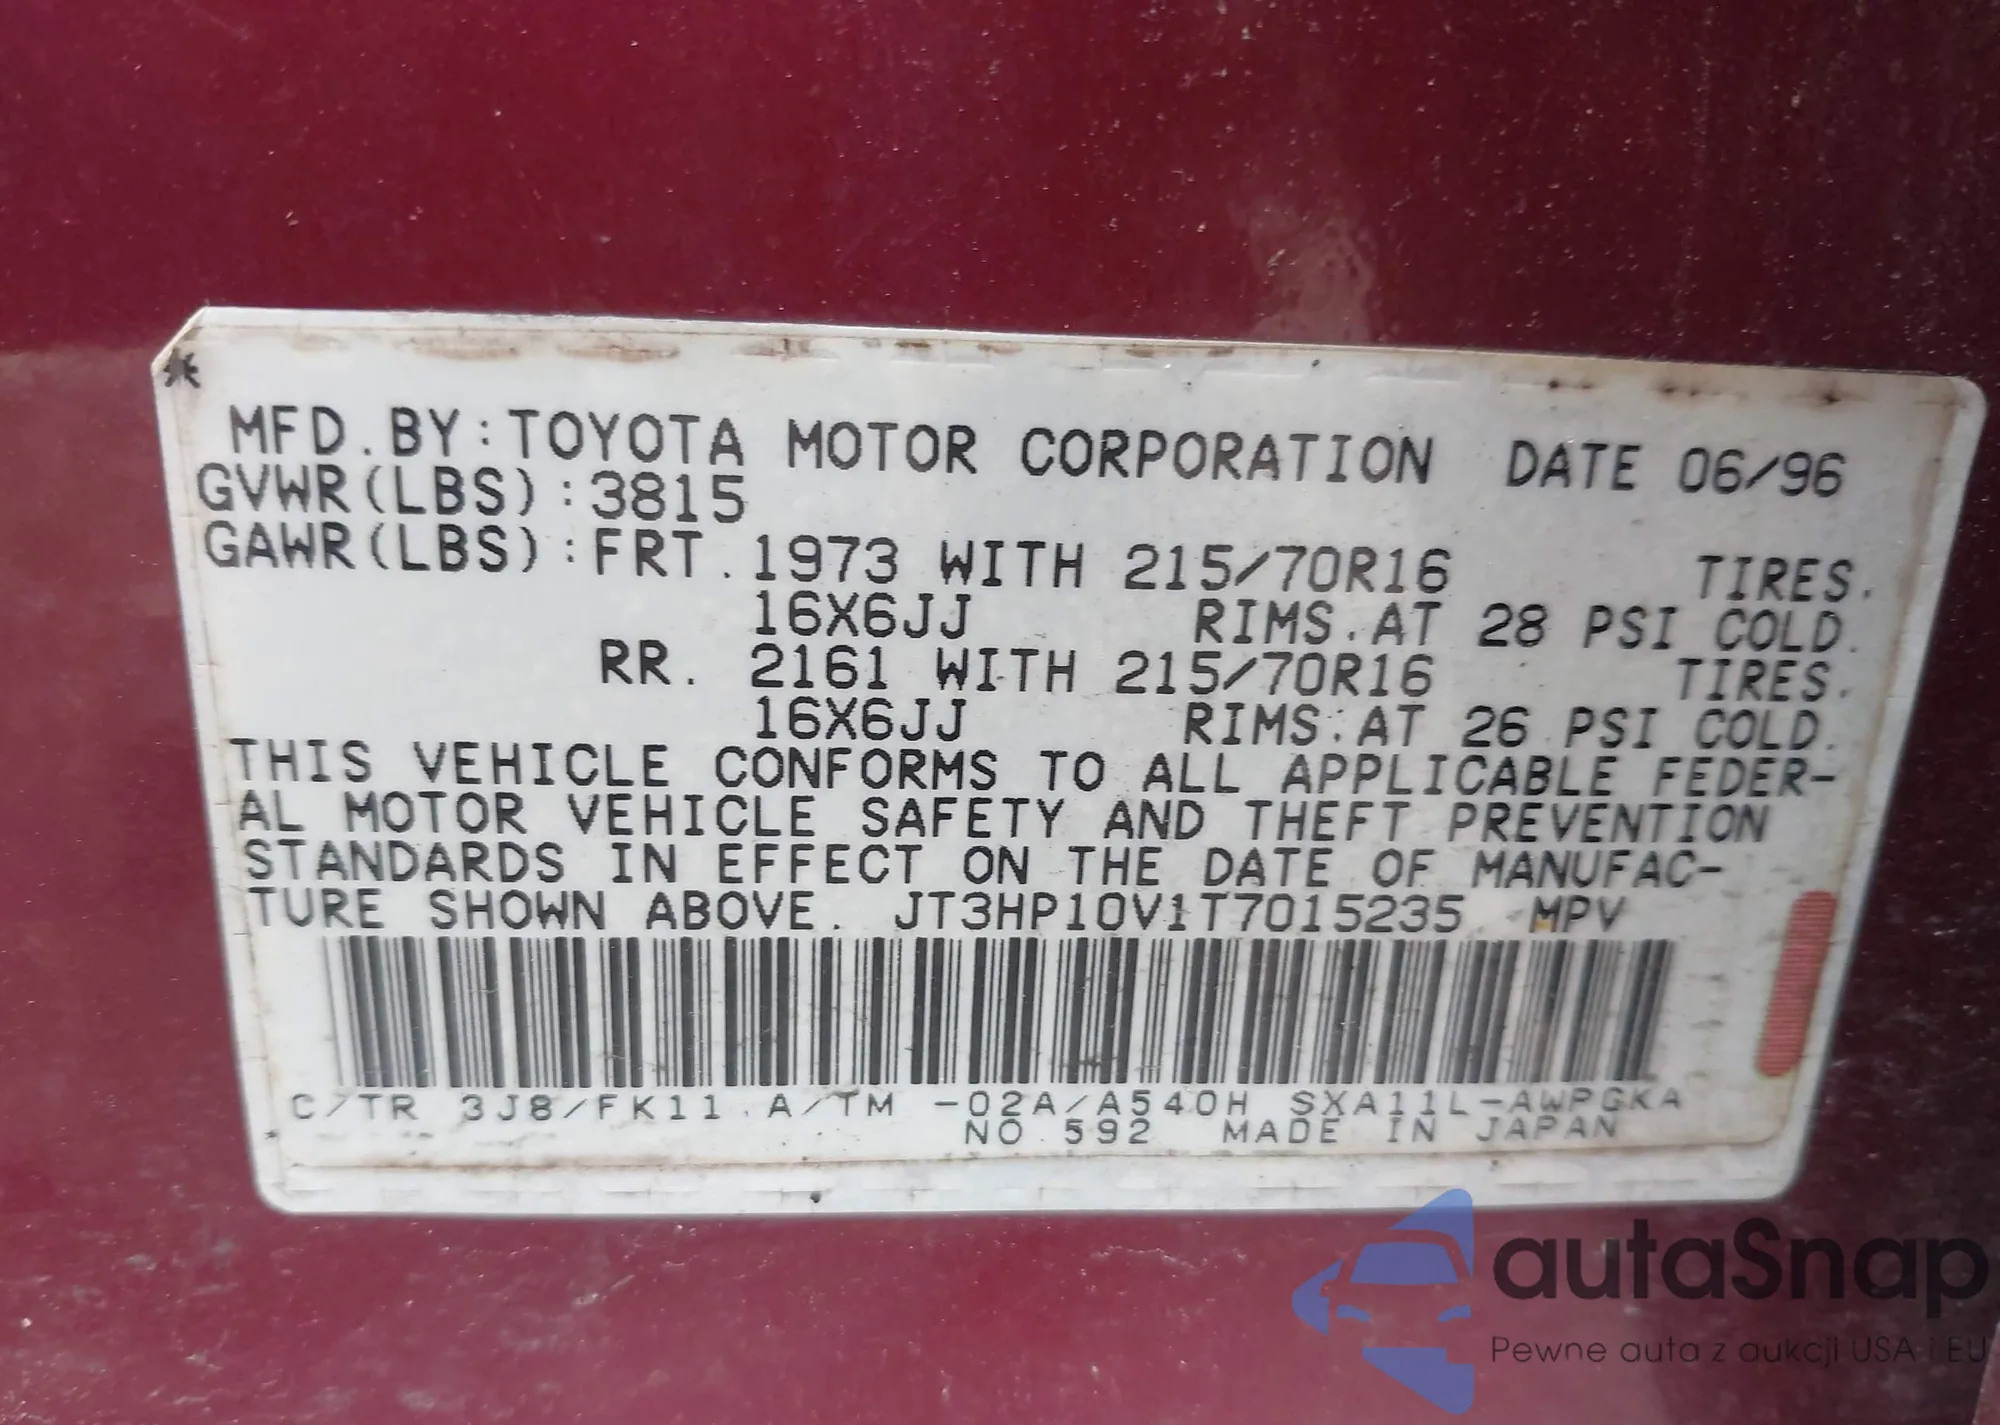 MFD.BY:TOYOTA MOTOR CORPORATION DATE 06/96
GVWR(LBS):3815
GAWR(LBS):FRT.1973 WITH 215/70R16 TIRES.
16X6JJ RIMS.AT 28 PSI COLD.
RR. 2161 WITH 215/70R16 TIRES.
16X6JJ RIMS.AT 26 PSI COLD.
THIS VEHICLE CONFORMS TO ALL APPLICABLE FEDER-
AL MOTOR VEHICLE SAFETY AND THEFT PREVENTION
STANDARDS IN EFFECT ON THE DATE OF MANUFAC-
TURE SHOWN ABOVE. JT3HP10V1T7015235 MPV
C/TR 3J8/FK11 A/TM -02A/A540H SXA11L-AWPGKA
NO.592 MADE IN JAPAN
autaSnap
Pewne auta z aukcji USA i EU